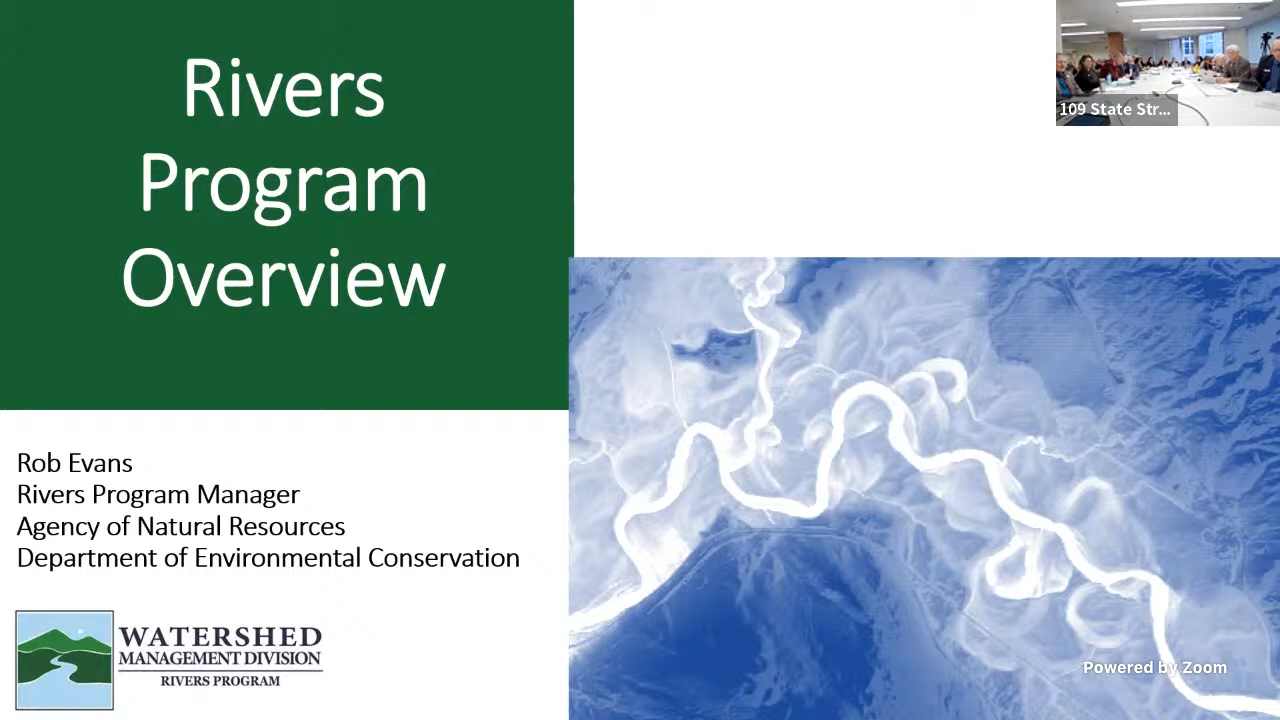 Rivers
Program
Overview
109 State Str...
Rob Evans
Rivers Program Manager
Agency of Natural Resources
Department of Environmental Conservation
WATERSHED
MANAGEMENT DIVISION
RIVERS PROGRAM
Powered by Zoom